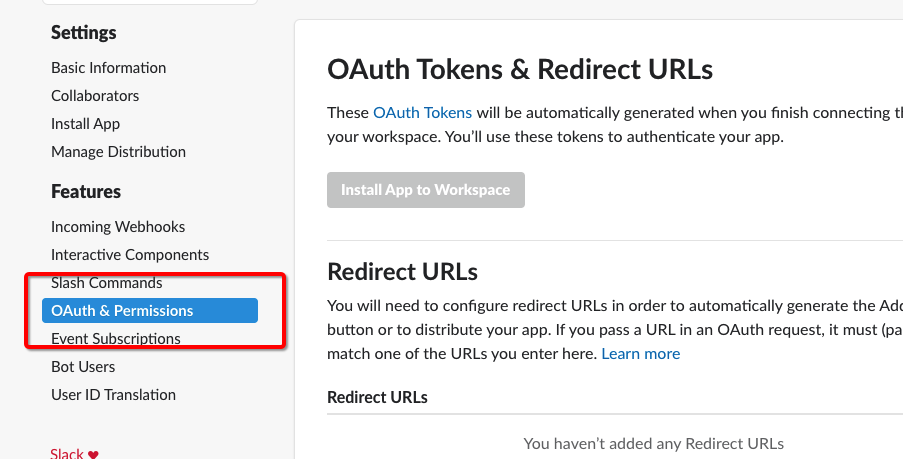 Settings
Basic Information
Collaborators
Install App
Manage Distribution
Features
Incoming Webhooks
Interactive Components
Slash Commands
OAuth & Permissions
Event Subscriptions
Bot Users
User ID Translation
Slack ♥
OAuth Tokens & Redirect URLs
These OAuth Tokens will be automatically generated when you finish connecting
your workspace. You’ll use these tokens to authenticate your app.
Install App to Workspace
Redirect URLs
You will need to configure redirect URLs in order to automatically generate the
button or to distribute your app. If you pass a URL in an OAuth request, it must
match one of the URLs you enter here. Learn more
Redirect URLs
You haven’t added any Redirect URLs